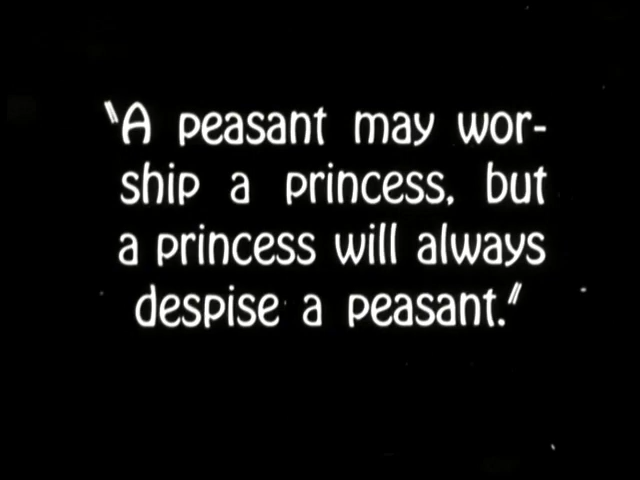 "A peasant may wor-
ship a princess, but
a princess will always
despise a peasant."